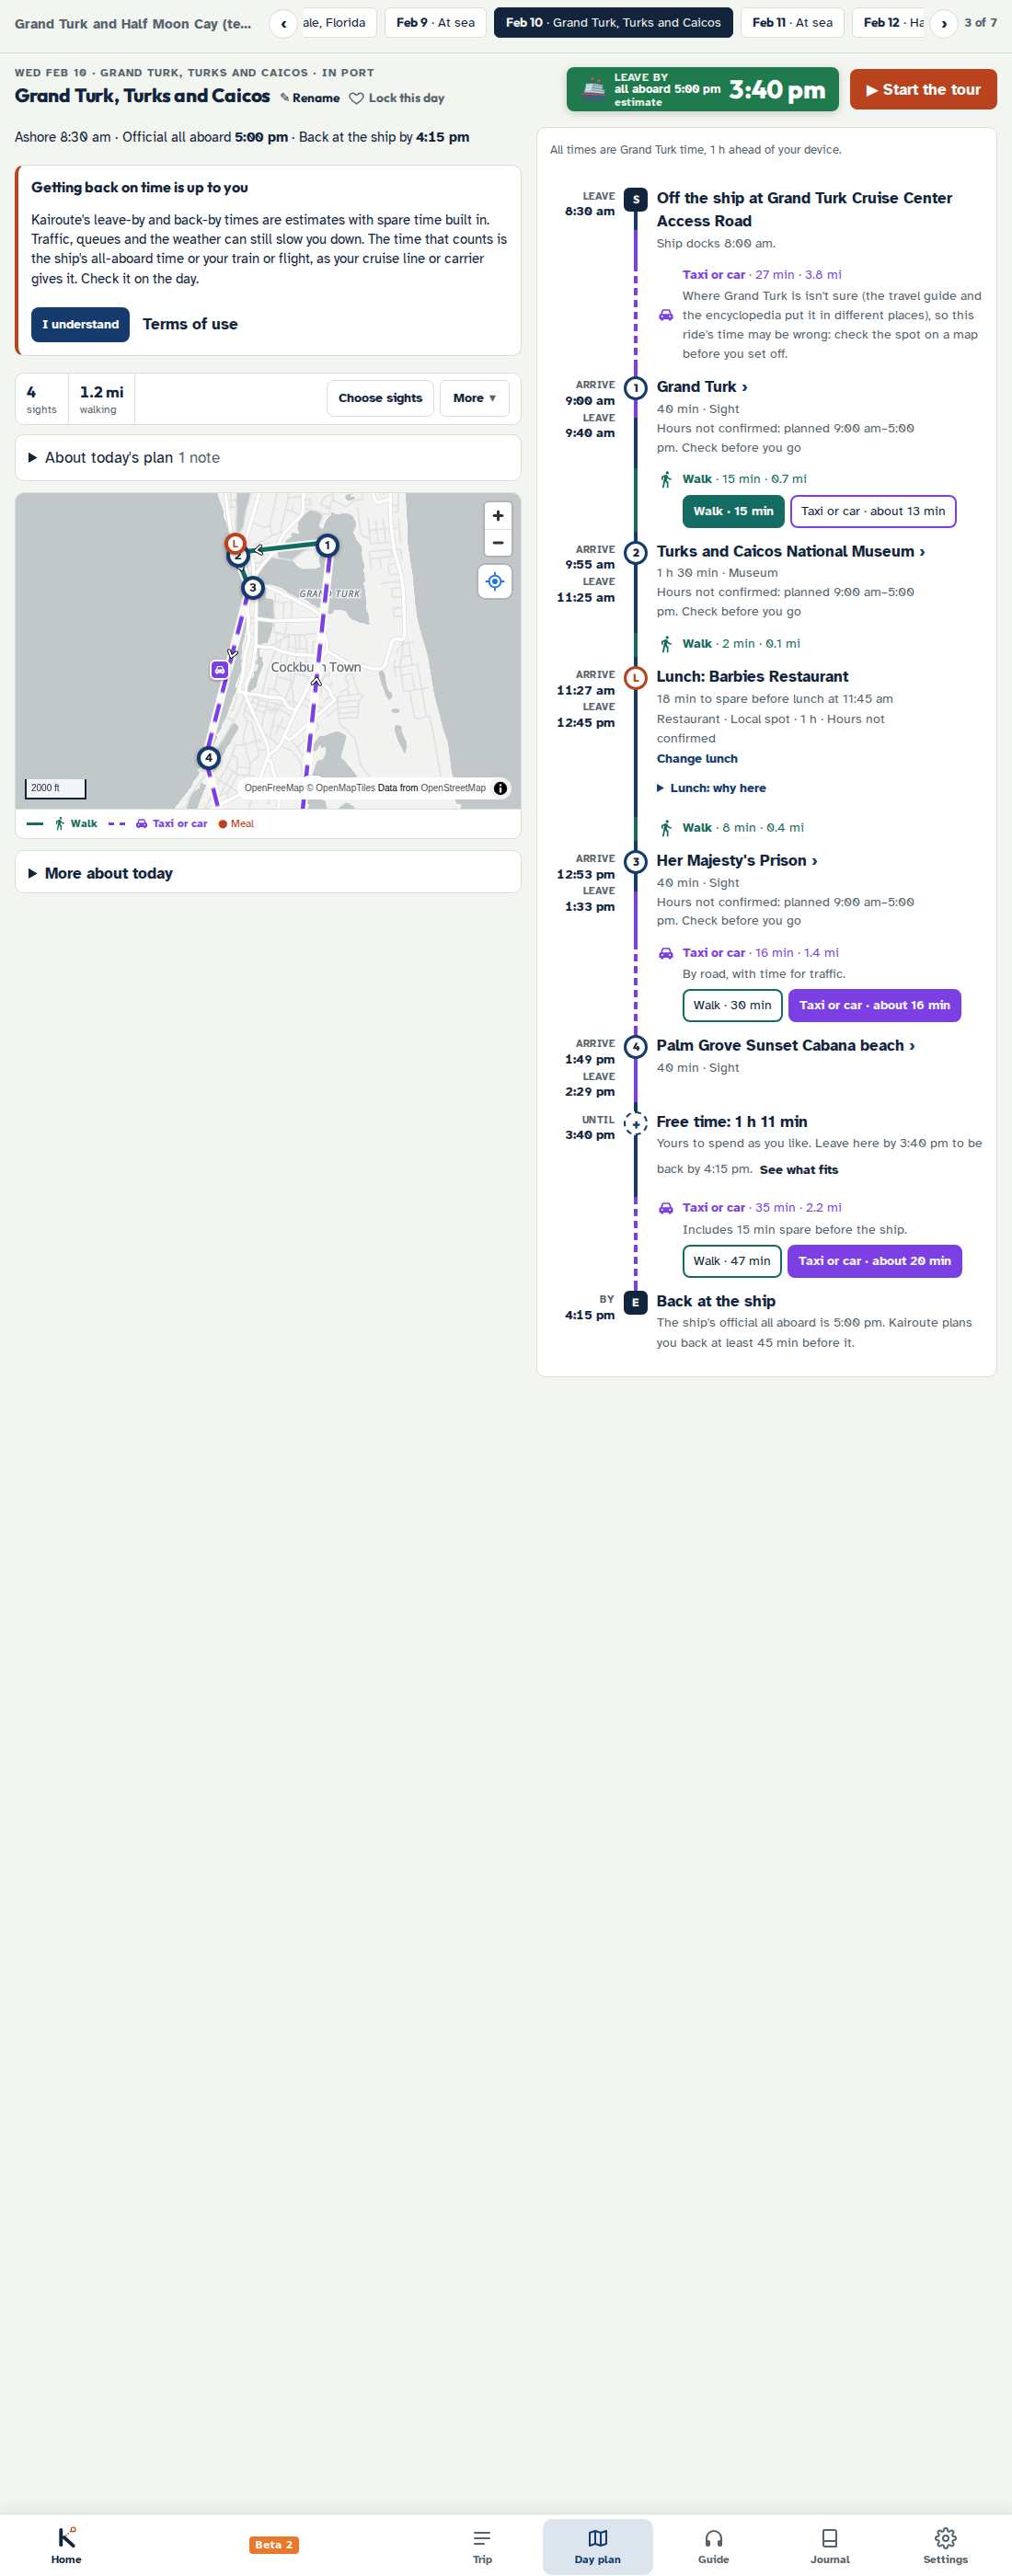 Grand Turk and Half Moon Cay (te...
‹
ale, Florida
Feb 9 · At sea
Feb 10 · Grand Turk, Turks and Caicos
Feb 11 · At sea
Feb 12 · Ha
›
3 of 7
WED FEB 10 · GRAND TURK, TURKS AND CAICOS · IN PORT
Grand Turk, Turks and Caicos
✎ Rename
Lock this day
LEAVE BY
all aboard 5:00 pm
estimate
3:40 pm
▶ Start the tour
Ashore 8:30 am · Official all aboard 5:00 pm · Back at the ship by 4:15 pm
Getting back on time is up to you
Kairoute's leave-by and back-by times are estimates with spare time built in.
Traffic, queues and the weather can still slow you down. The time that counts is
the ship's all-aboard time or your train or flight, as your cruise line or carrier
gives it. Check it on the day.
I understand
Terms of use
4
sights
1.2 mi
walking
Choose sights
More ▼
▶ About today's plan 1 note
L
2
1
3
GRAND TURK
Cockburn Town
4
+
−
2000 ft
OpenFreeMap © OpenMapTiles Data from OpenStreetMap
Walk
Taxi or car
Meal
▶ More about today
All times are Grand Turk time, 1 h ahead of your device.
LEAVE
8:30 am
S
Off the ship at Grand Turk Cruise Center
Access Road
Ship docks 8:00 am.
Taxi or car · 27 min · 3.8 mi
Where Grand Turk is isn't sure (the travel guide and
the encyclopedia put it in different places), so this
ride's time may be wrong: check the spot on a map
before you set off.
ARRIVE
9:00 am
LEAVE
9:40 am
1
Grand Turk ›
40 min · Sight
Hours not confirmed: planned 9:00 am–5:00
pm. Check before you go
Walk · 15 min · 0.7 mi
Walk · 15 min
Taxi or car · about 13 min
ARRIVE
9:55 am
LEAVE
11:25 am
2
Turks and Caicos National Museum ›
1 h 30 min · Museum
Hours not confirmed: planned 9:00 am–5:00
pm. Check before you go
Walk · 2 min · 0.1 mi
ARRIVE
11:27 am
LEAVE
12:45 pm
L
Lunch: Barbies Restaurant
18 min to spare before lunch at 11:45 am
Restaurant · Local spot · 1 h · Hours not
confirmed
Change lunch
▶ Lunch: why here
Walk · 8 min · 0.4 mi
ARRIVE
12:53 pm
LEAVE
1:33 pm
3
Her Majesty's Prison ›
40 min · Sight
Hours not confirmed: planned 9:00 am–5:00
pm. Check before you go
Taxi or car · 16 min · 1.4 mi
By road, with time for traffic.
Walk · 30 min
Taxi or car · about 16 min
ARRIVE
1:49 pm
LEAVE
2:29 pm
4
Palm Grove Sunset Cabana beach ›
40 min · Sight
UNTIL
3:40 pm
+
Free time: 1 h 11 min
Yours to spend as you like. Leave here by 3:40 pm to be
back by 4:15 pm. See what fits
Taxi or car · 35 min · 2.2 mi
Includes 15 min spare before the ship.
Walk · 47 min
Taxi or car · about 20 min
BY
4:15 pm
E
Back at the ship
The ship's official all aboard is 5:00 pm. Kairoute plans
you back at least 45 min before it.
Home
Beta 2
Trip
Day plan
Guide
Journal
Settings